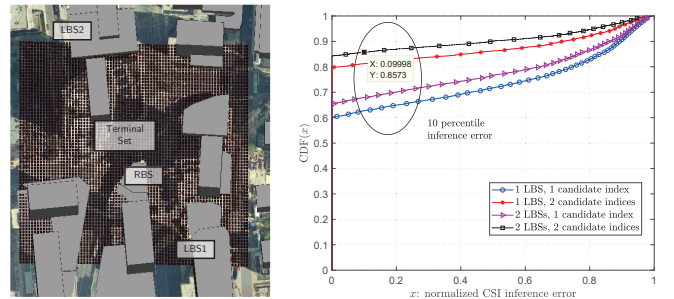 LBS2
Terminal
Set
RBS
LBS1
1
0.9
0.8
0.7
0.6
0.5
0.4
0.3
0.2
0.1
0
CDF(x)
X: 0.09998
Y: 0.8573
10 percentile
inference error
1 LBS, 1 candidate index
1 LBS, 2 candidate indices
2 LBSs, 1 candidate index
2 LBSs, 2 candidate indices
0 0.2 0.4 0.6 0.8 1
x: normalized CSI inference error